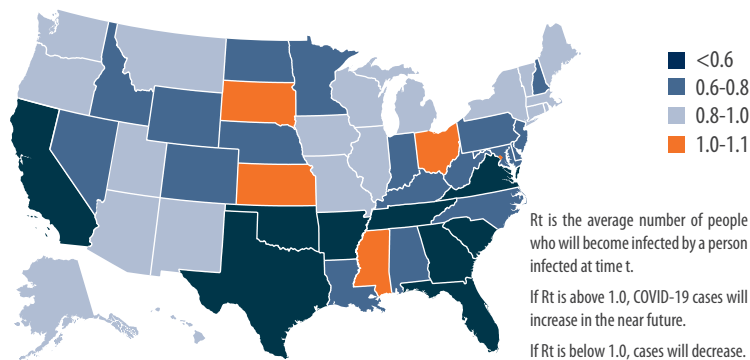 <0.6
0.6-0.8
0.8-1.0
1.0-1.1
Rt is the average number of people
who will become infected by a person
infected at time t.
If Rt is above 1.0, COVID-19 cases will
increase in the near future.
If Rt is below 1.0, cases will decrease.